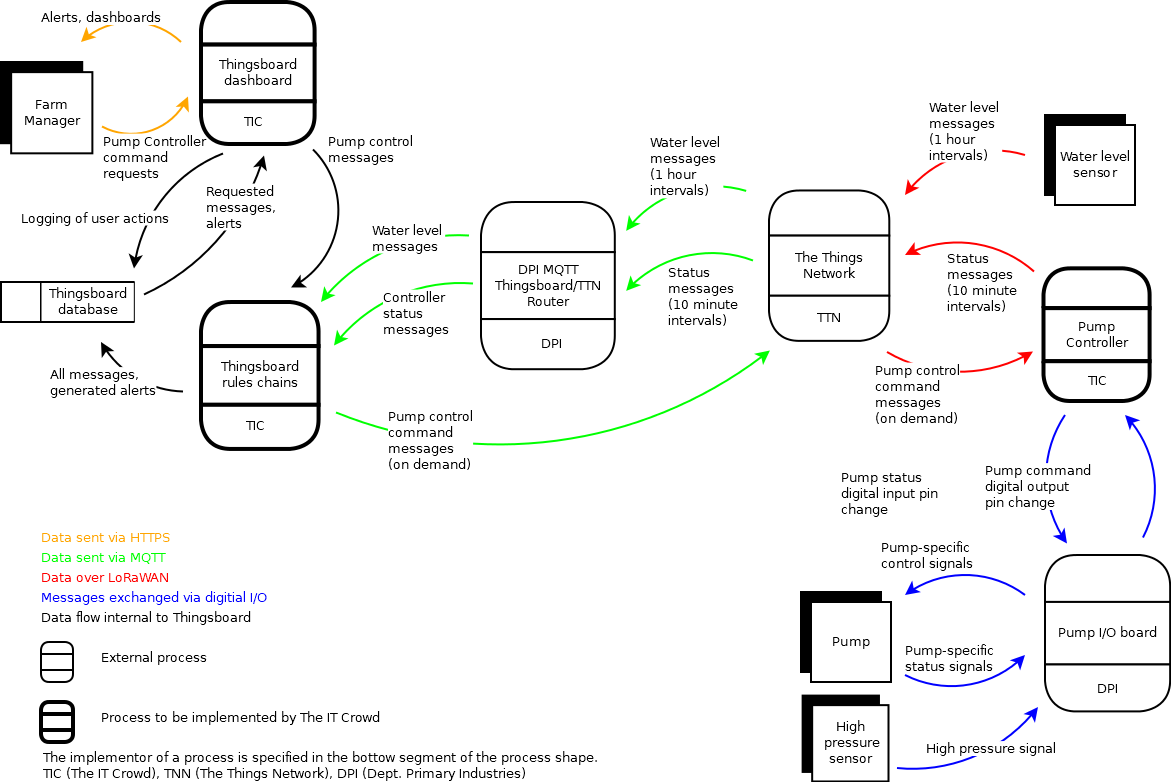 Alerts, dashboards
Thingsboard
dashboard
TIC
Farm
Manager
Pump Controller
command
requests
Pump control
messages
Logging of user actions
Requested
messages,
alerts
Thingsboard
database
All messages,
generated alerts
Thingsboard
rules chains
TIC
Water level
messages
Controller
status
messages
Pump control
command
messages
(on demand)
DPI MQTT
Thingsboard/TTN
Router
DPI
Water level
messages
(1 hour
intervals)
Status
messages
(10 minute
intervals)
The Things
Network
TTN
Water level
messages
(1 hour
intervals)
Water level
sensor
Status
messages
(10 minute
intervals)
Pump
Controller
TIC
Pump control
command
messages
(on demand)
Pump status
digital input pin
change
Pump command
digital output
pin change
Pump-specific
control signals
Pump
Pump-specific
status signals
Pump I/O board
DPI
High
pressure
sensor
High pressure signal
Data sent via HTTPS
Data sent via MQTT
Data over LoRaWAN
Messages exchanged via digitial I/O
Data flow internal to Thingsboard
External process
Process to be implemented by The IT Crowd
The implementor of a process is specified in the bottow segment of the process shape.
TIC (The IT Crowd), TNN (The Things Network), DPI (Dept. Primary Industries)